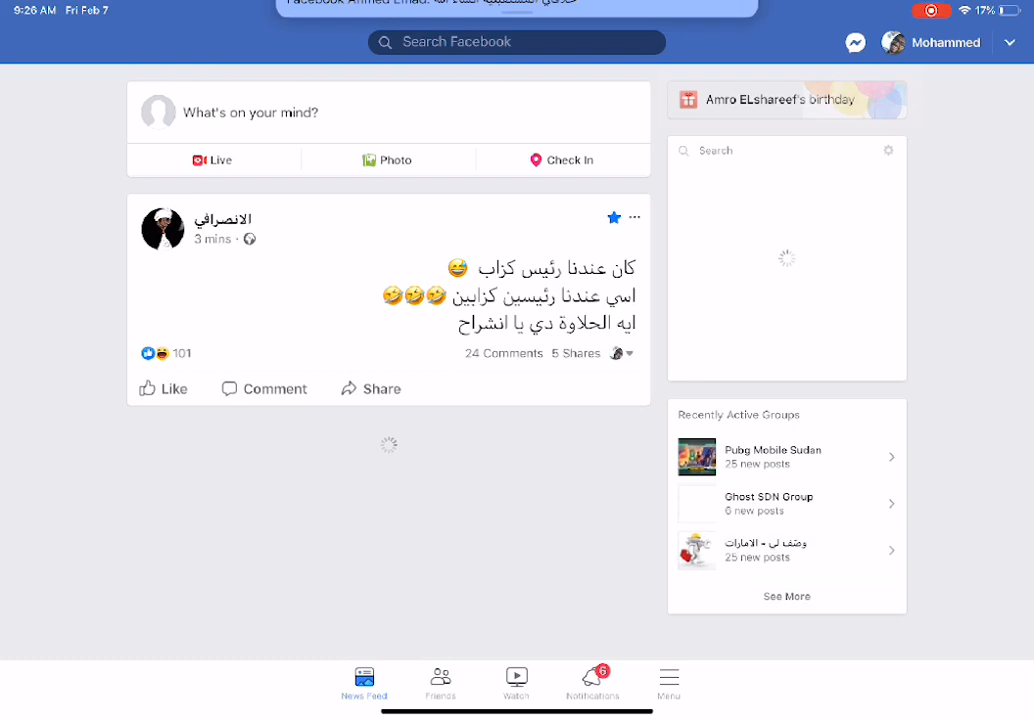 9:26 AM Fri Feb 7
17%
Search Facebook
Mohammed
What's on your mind?
Live
Photo
Check In
الانصرافي
3 mins
كان عندنا رئيس كزاب 😅
اسي عندنا رئيسين كزابين 🤣🤣🤣
ايه الحلاوة دي يا انشراح
101
24 Comments 5 Shares
Like
Comment
Share
Amro ELshareef's birthday
Search
Recently Active Groups
Pubg Mobile Sudan
25 new posts
Ghost SDN Group
6 new posts
وصف لي - الامارات
25 new posts
See More
News Feed
Friends
Watch
6
Notifications
Menu